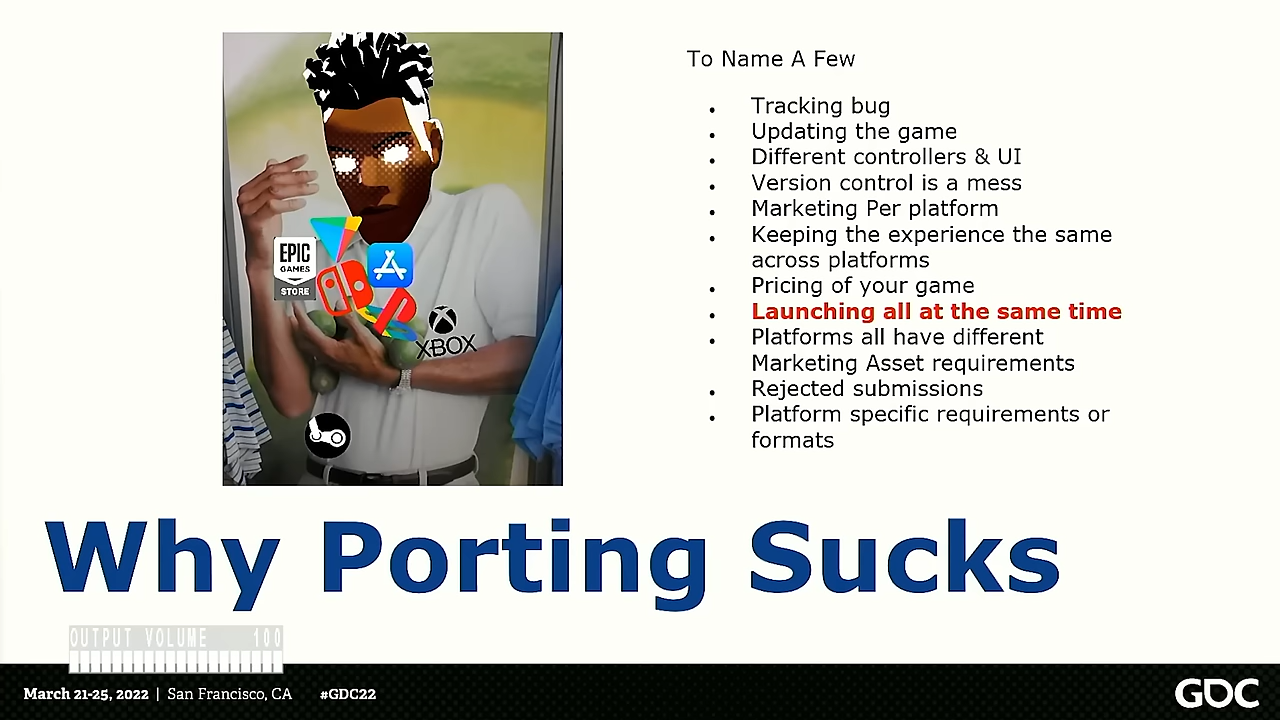 To Name A Few
• Tracking bug
• Updating the game
• Different controllers & UI
• Version control is a mess
• Marketing Per platform
• Keeping the experience the same
across platforms
• Pricing of your game
• Launching all at the same time
• Platforms all have different
Marketing Asset requirements
• Rejected submissions
• Platform specific requirements or
formats
EPIC
GAMES
STORE
XBOX
Why Porting Sucks
OUTPUT VOLUME 100
March 21-25, 2022 | San Francisco, CA #GDC22
GDC